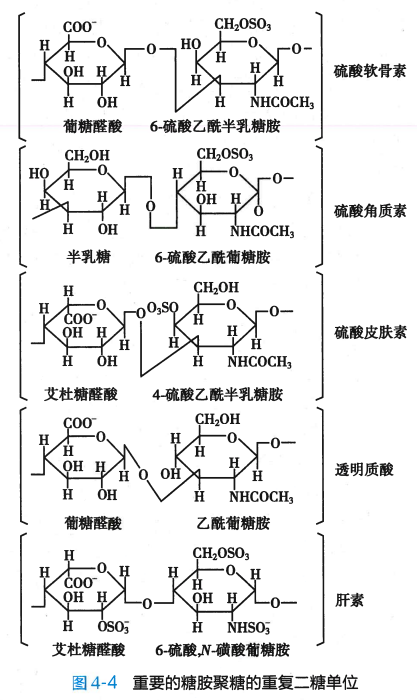 COO⁻ CH₂OSO₃
H O O HO O O
H H
OH H H H
H OH H NHCOCH₃
葡糖醛酸 6-硫酸乙酰半乳糖胺
硫酸软骨素
CH₂OH CH₂OSO₃
HO O H O O
H H
H H OH H
H O O
H OH H NHCOCH₃
半乳糖 6-硫酸乙酰葡糖胺
硫酸角质素
H CH₂OH
H O O O₃SO O O
COO⁻ H
OH H H H H
H OH H NHCOCH₃
艾杜糖醛酸 4-硫酸乙酰半乳糖胺
硫酸皮肤素
COO⁻ CH₂OH
H O H O O
H H
OH H H O OH H H
H OH H NHCOCH₃
葡糖醛酸 乙酰葡糖胺
透明质酸
H CH₂OSO₃
H O H H O H
COO⁻ H
OH H O OH H O
H OSO₃⁻ H NHSO₃⁻
艾杜糖醛酸 6-硫酸,N-磺酸葡糖胺
肝素
图4-4 重要的糖胺聚糖的重复二糖单位